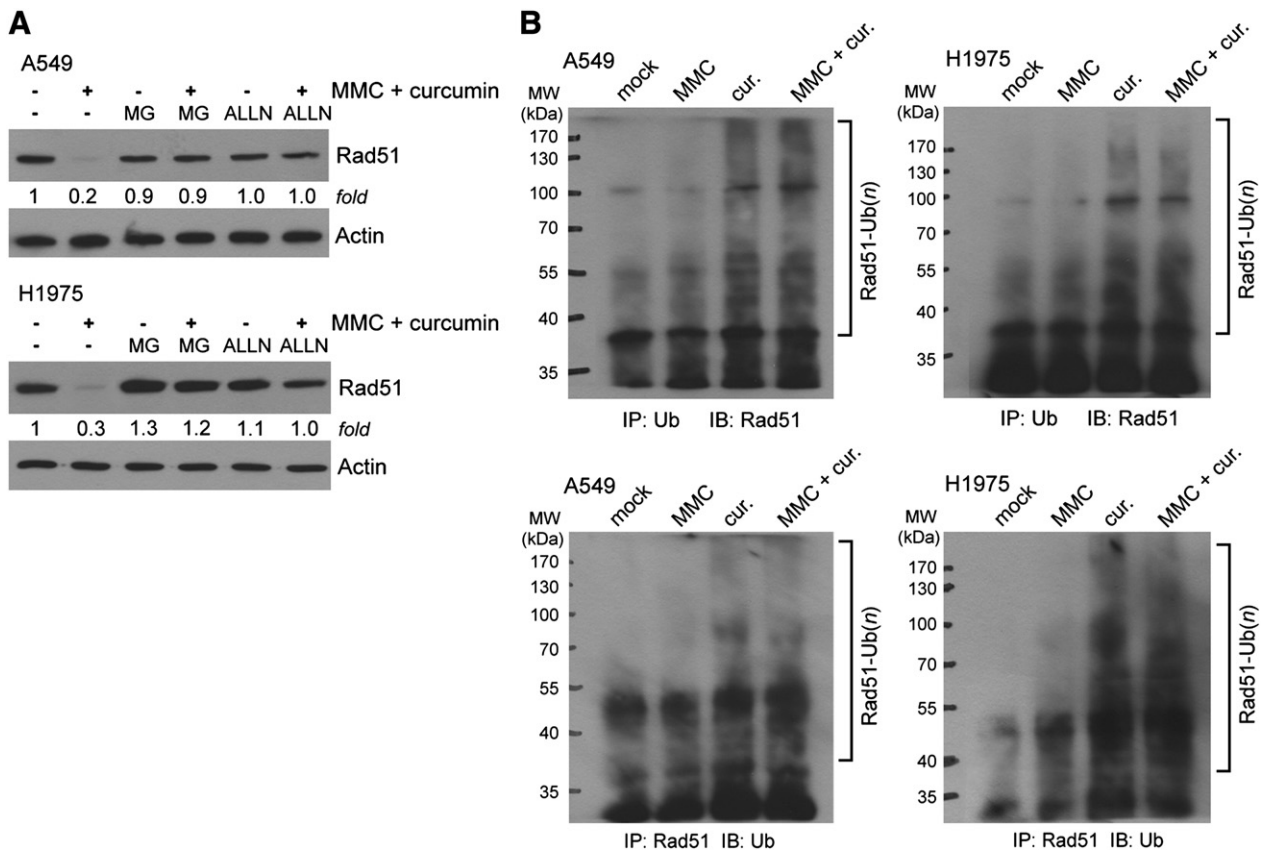 A
A549
- + - + - + MMC + curcumin
- - MG MG ALLN ALLN
Rad51
1 0.2 0.9 0.9 1.0 1.0 fold
Actin
H1975
- + - + - + MMC + curcumin
- - MG MG ALLN ALLN
Rad51
1 0.3 1.3 1.2 1.1 1.0 fold
Actin
B
A549
mock MMC cur. MMC + cur.
MW
(kDa)
170
130
100
70
55
40
35
Rad51-Ub(n)
IP: Ub IB: Rad51
H1975
mock MMC cur. MMC + cur.
MW
(kDa)
170
130
100
70
55
40
35
Rad51-Ub(n)
IP: Ub IB: Rad51
A549
mock MMC cur. MMC + cur.
MW
(kDa)
170
130
100
70
55
40
35
Rad51-Ub(n)
IP: Rad51 IB: Ub
H1975
mock MMC cur. MMC + cur.
MW
(kDa)
170
130
100
70
55
40
35
Rad51-Ub(n)
IP: Rad51 IB: Ub